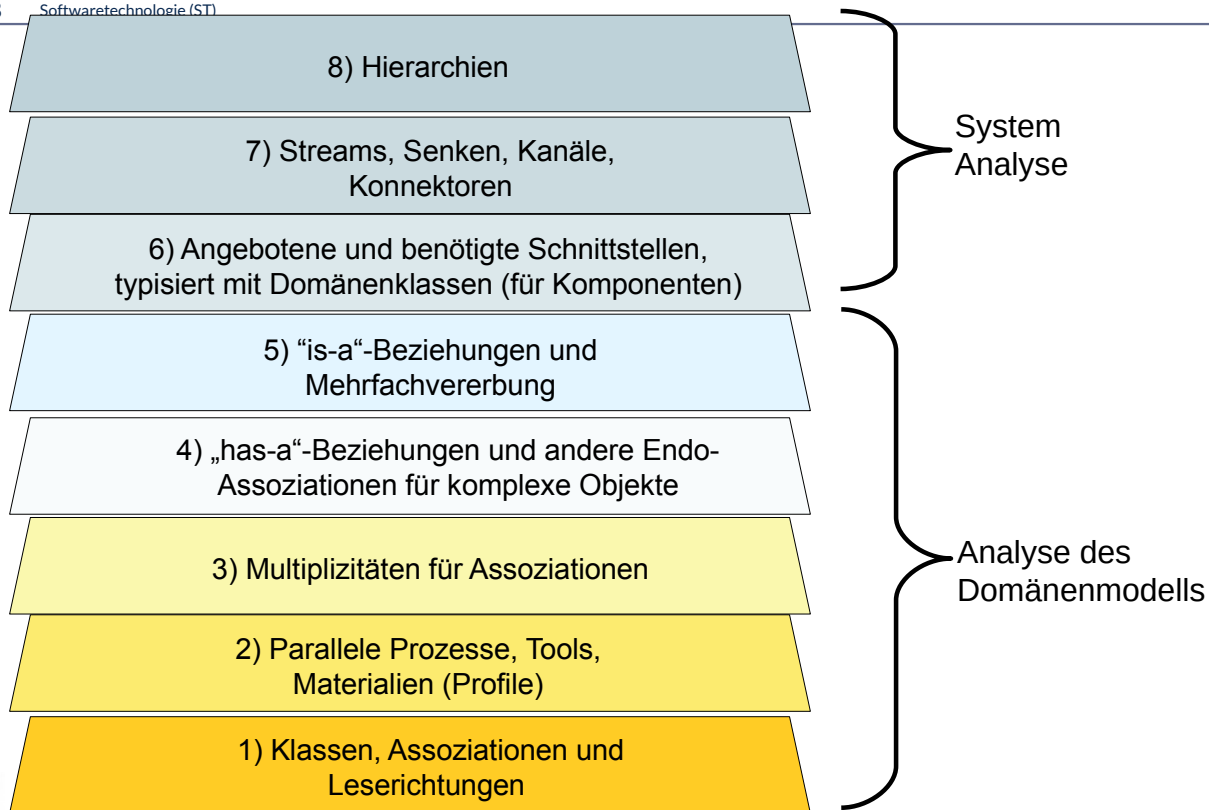 Softwaretechnologie (ST)
8) Hierarchien
7) Streams, Senken, Kanäle,
Konnektoren
6) Angebotene und benötigte Schnittstellen,
typisiert mit Domänenklassen (für Komponenten)
System
Analyse
5) “is-a“-Beziehungen und
Mehrfachvererbung
4) „has-a“-Beziehungen und andere Endo-
Assoziationen für komplexe Objekte
3) Multiplizitäten für Assoziationen
2) Parallele Prozesse, Tools,
Materialien (Profile)
1) Klassen, Assoziationen und
Leserichtungen
Analyse des
Domänenmodells